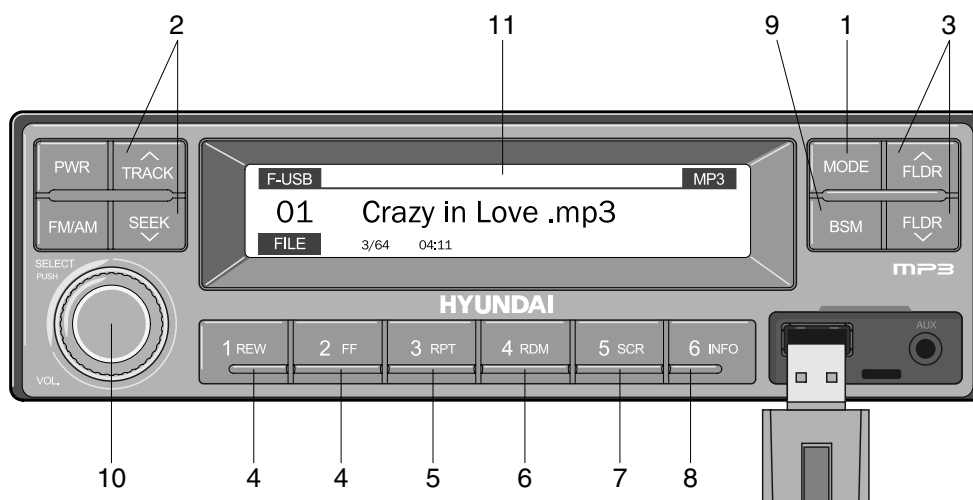 2 11 9 1 3
PWR TRACK
FM/AM SEEK
F-USB MP3
01 Crazy in Love .mp3
FILE 3/64 04:11
MODE FLDR
BSM FLDR
MP3
SELECT
PUSH
VOL.
HYUNDAI
1 REW 2 FF 3 RPT 4 RDM 5 SCR 6 INFO
AUX
10 4 4 5 6 7 8